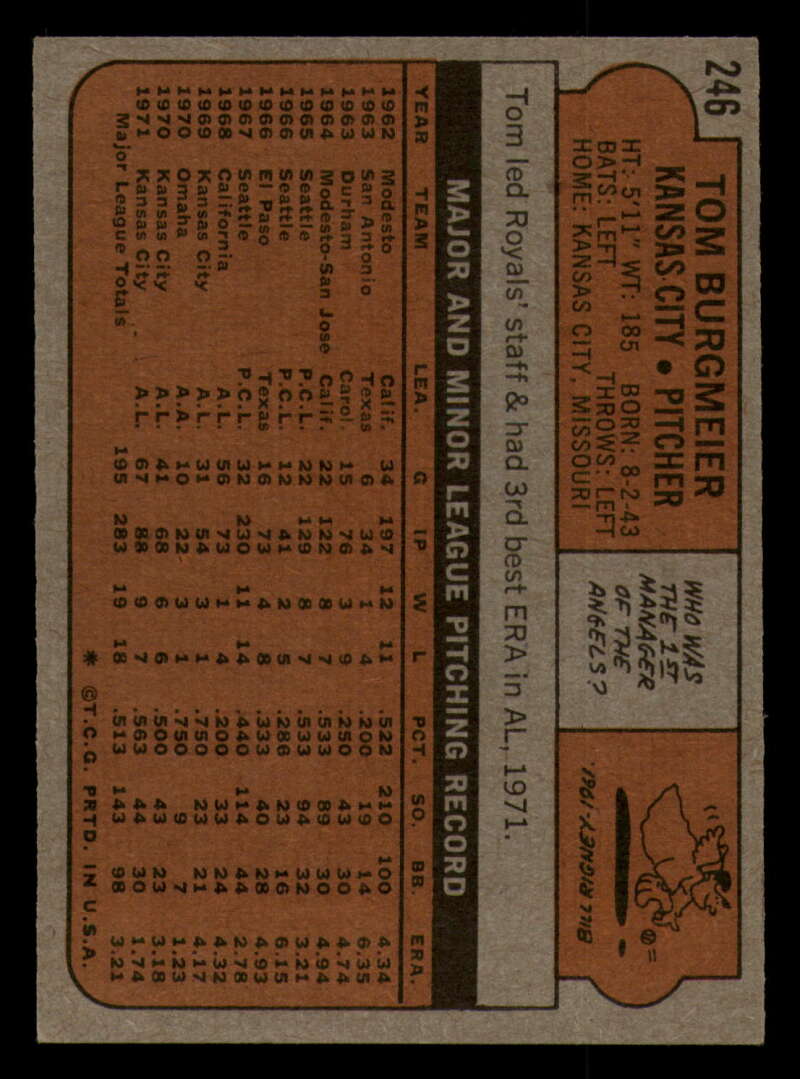 246
TOM BURGMEIER
KANSAS CITY • PITCHER
HT: 5'11" WT: 185 BORN: 8-2-43
BATS: LEFT THROWS: LEFT
HOME: KANSAS CITY, MISSOURI
WHO WAS
THE 1ST
MANAGER
OF THE
ANGELS?
BILL RIGNEY-1961.
Tom led Royals' staff & had 3rd best ERA in AL, 1971.
MAJOR AND MINOR LEAGUE PITCHING RECORD
YEAR TEAM LEA. G IP W L PCT. SO. BB. ERA.
1962 Modesto Calif. 34 197 12 11 .522 210 100 4.34
1963 San Antonio Texas 6 34 1 4 .200 19 14 6.35
1963 Durham Carol. 15 76 3 9 .250 43 30 4.74
1964 Modesto-San Jose Calif. 22 122 8 7 .533 89 30 4.94
1965 Seattle P.C.L. 22 129 8 7 .533 94 32 3.21
1966 Seattle P.C.L. 12 41 2 5 .286 23 16 6.15
1966 El Paso Texas 16 73 4 8 .333 40 28 4.93
1967 Seattle P.C.L. 32 230 11 14 .440 114 44 2.78
1968 California A.L. 56 73 1 4 .200 33 24 4.32
1969 Kansas City A.L. 31 54 3 1 .750 23 21 4.17
1970 Omaha A.A. 10 22 3 1 .750 9 7 1.23
1970 Kansas City A.L. 41 68 6 6 .500 43 23 3.18
1971 Kansas City A.L. 67 88 9 7 .563 44 30 1.74
Major League Totals 195 283 19 18 .513 143 98 3.21
* ©T.C.G. PRTD. IN U.S.A.